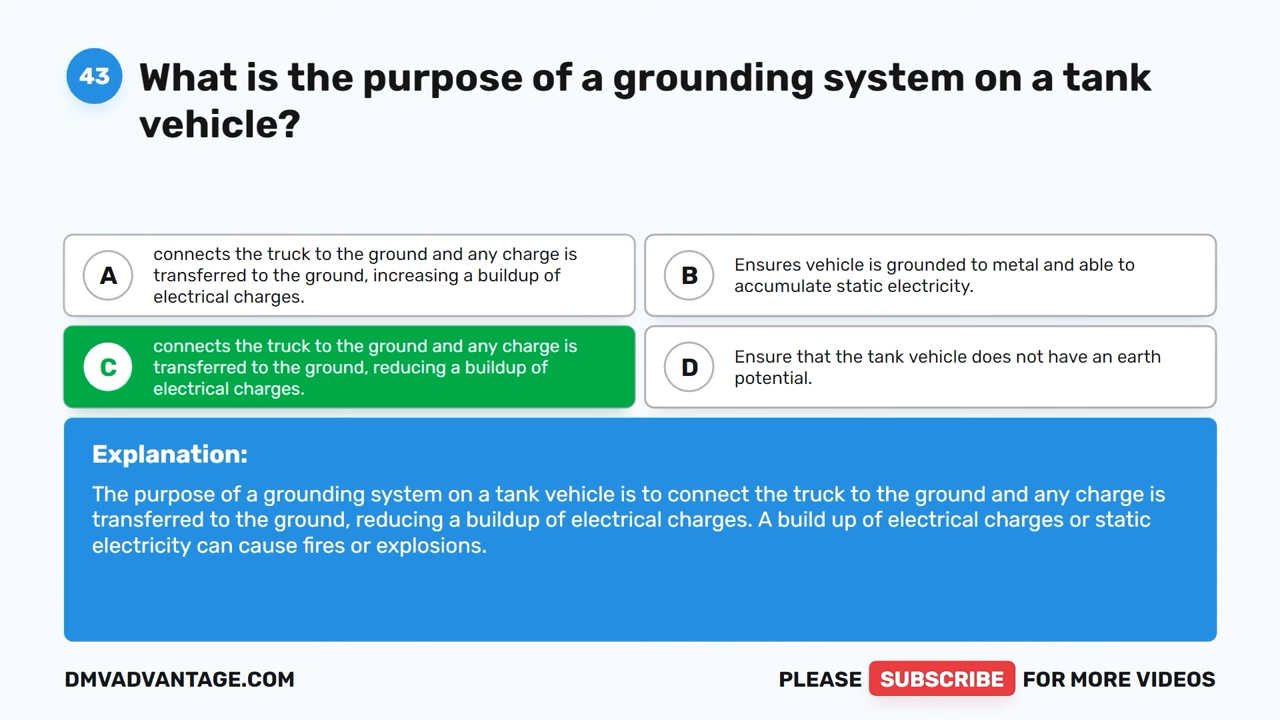 43
What is the purpose of a grounding system on a tank
vehicle?
A
connects the truck to the ground and any charge is
transferred to the ground, increasing a buildup of
electrical charges.
B
Ensures vehicle is grounded to metal and able to
accumulate static electricity.
C
connects the truck to the ground and any charge is
transferred to the ground, reducing a buildup of
electrical charges.
D
Ensure that the tank vehicle does not have an earth
potential.
Explanation:
The purpose of a grounding system on a tank vehicle is to connect the truck to the ground and any charge is
transferred to the ground, reducing a buildup of electrical charges. A build up of electrical charges or static
electricity can cause fires or explosions.
DMVADVANTAGE.COM
PLEASE SUBSCRIBE FOR MORE VIDEOS